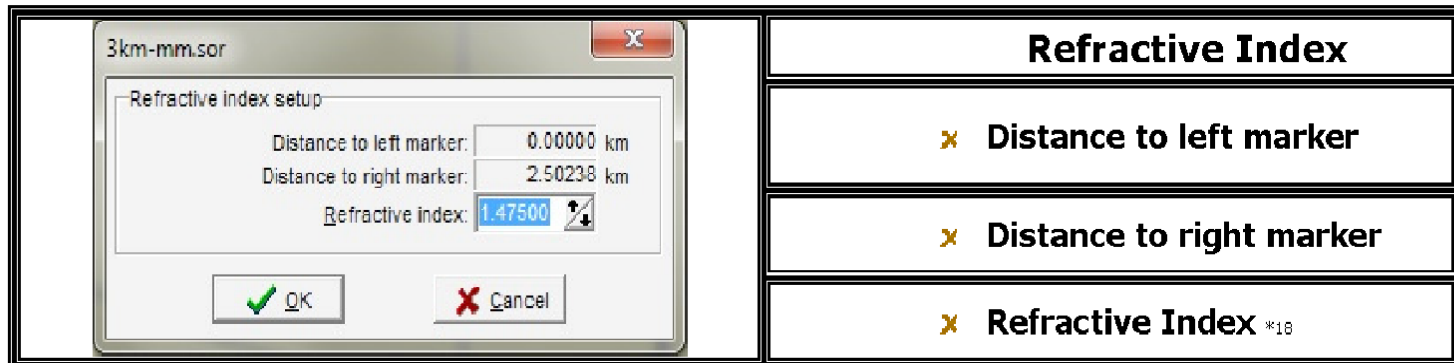 3km-mm.sor
Refractive index setup
Distance to left marker: 0.00000 km
Distance to right marker: 2.50238 km
Refractive index: 1.47500
OK
Cancel
Refractive Index
Distance to left marker
Distance to right marker
Refractive Index *18